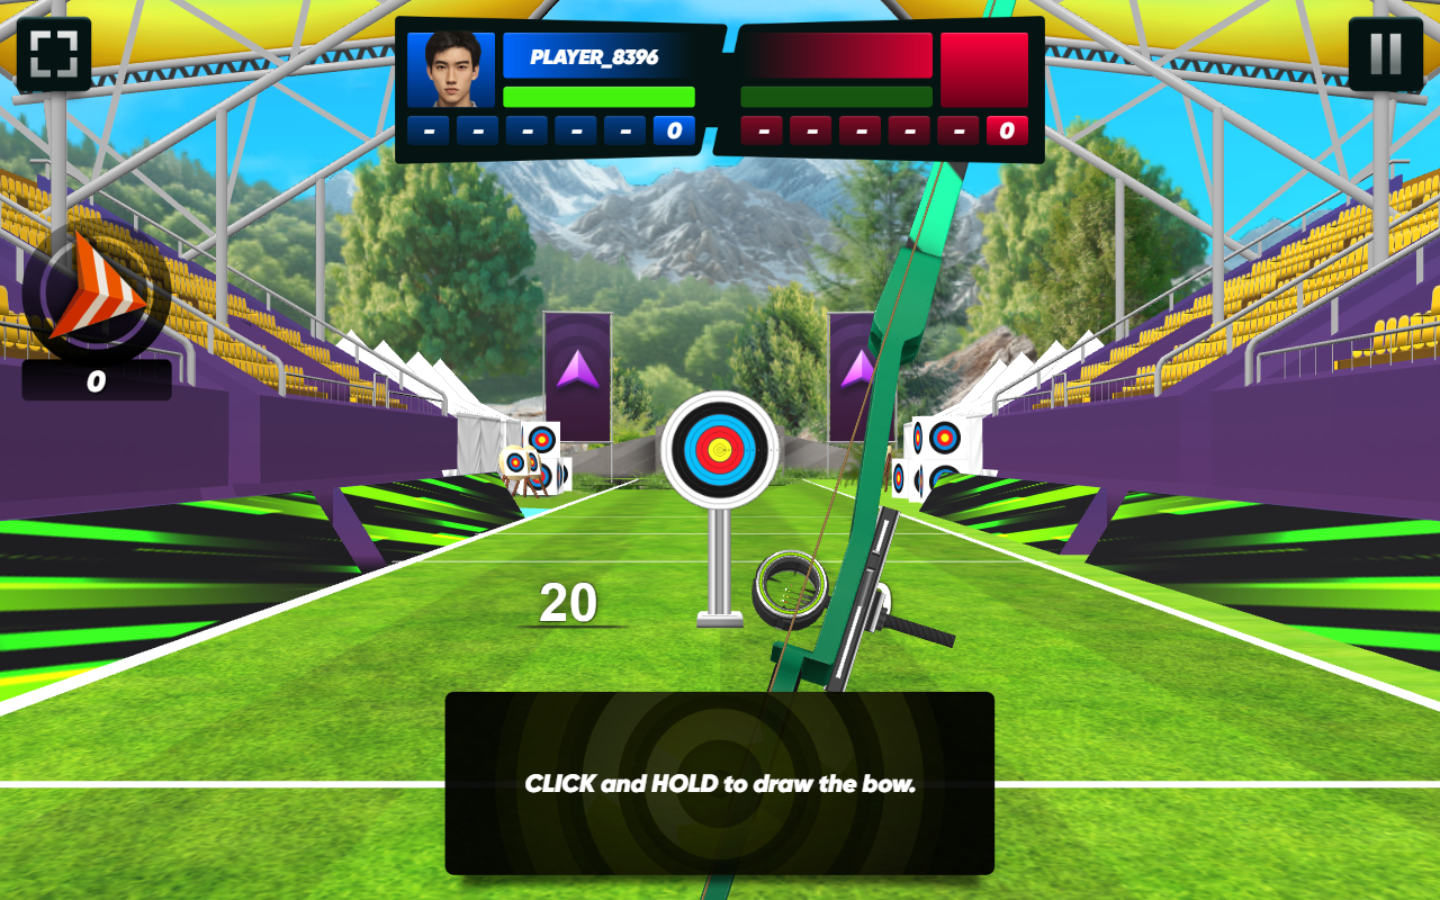 PLAYER_8396
- - - - - 0
- - - - - 0
0
20
CLICK and HOLD to draw the bow.